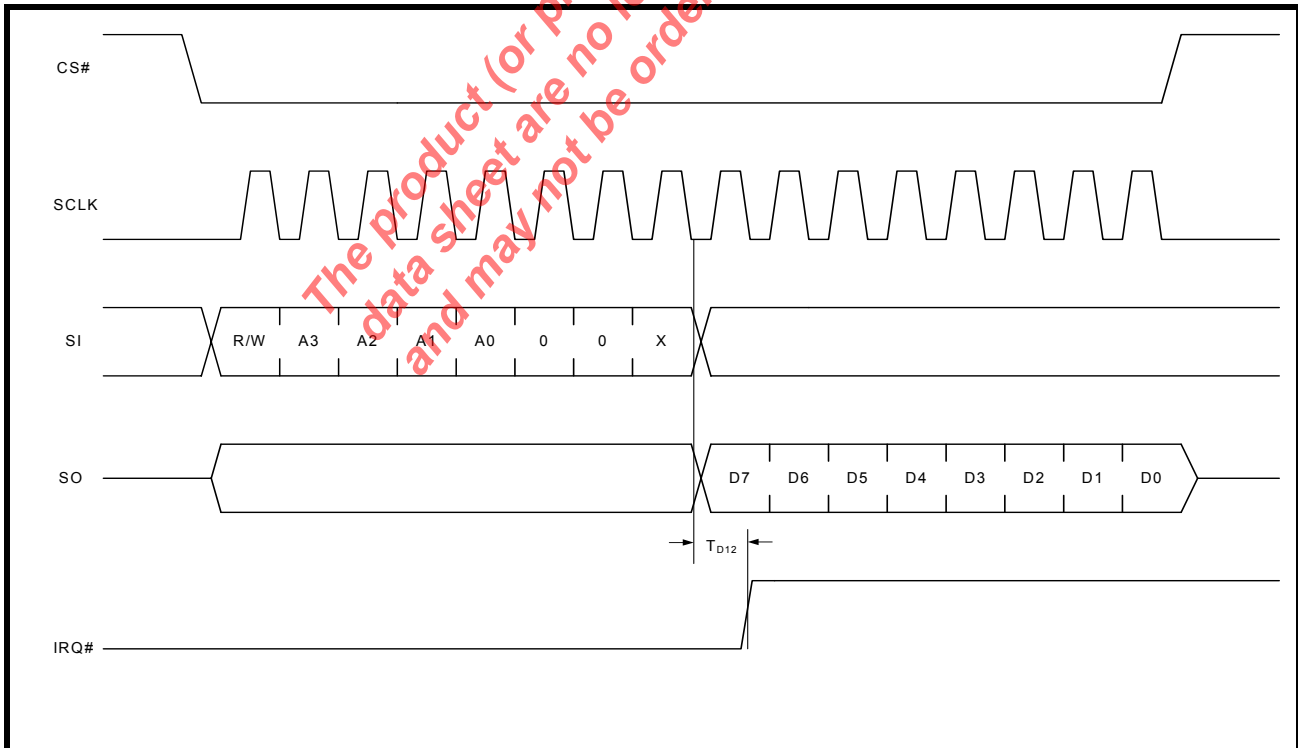 The product (or
data sheet are no
and may not be
CS#
SCLK
SI
R/W A3 A2 A1 A0 0 0 X
SO
D7 D6 D5 D4 D3 D2 D1 D0
TD12
IRQ#